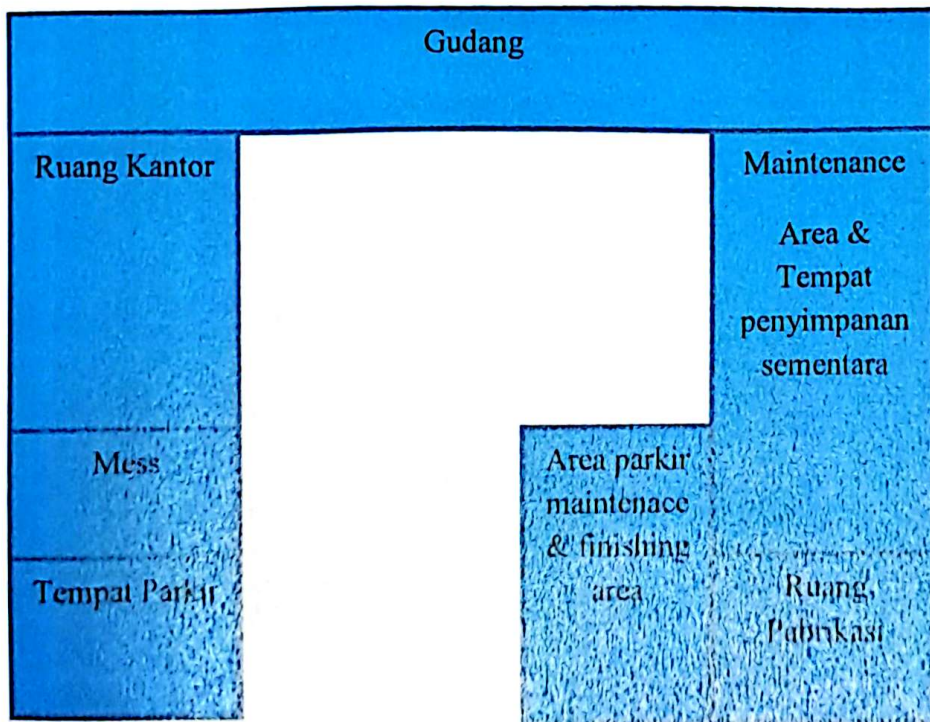 Gudang
Ruang Kantor
Maintenance
Area &
Tempat
penyimpanan
sementara
Mess
Area parkir
maintenace
& finishing
area
Tempat Parkir
Ruang,
Pabrikasi